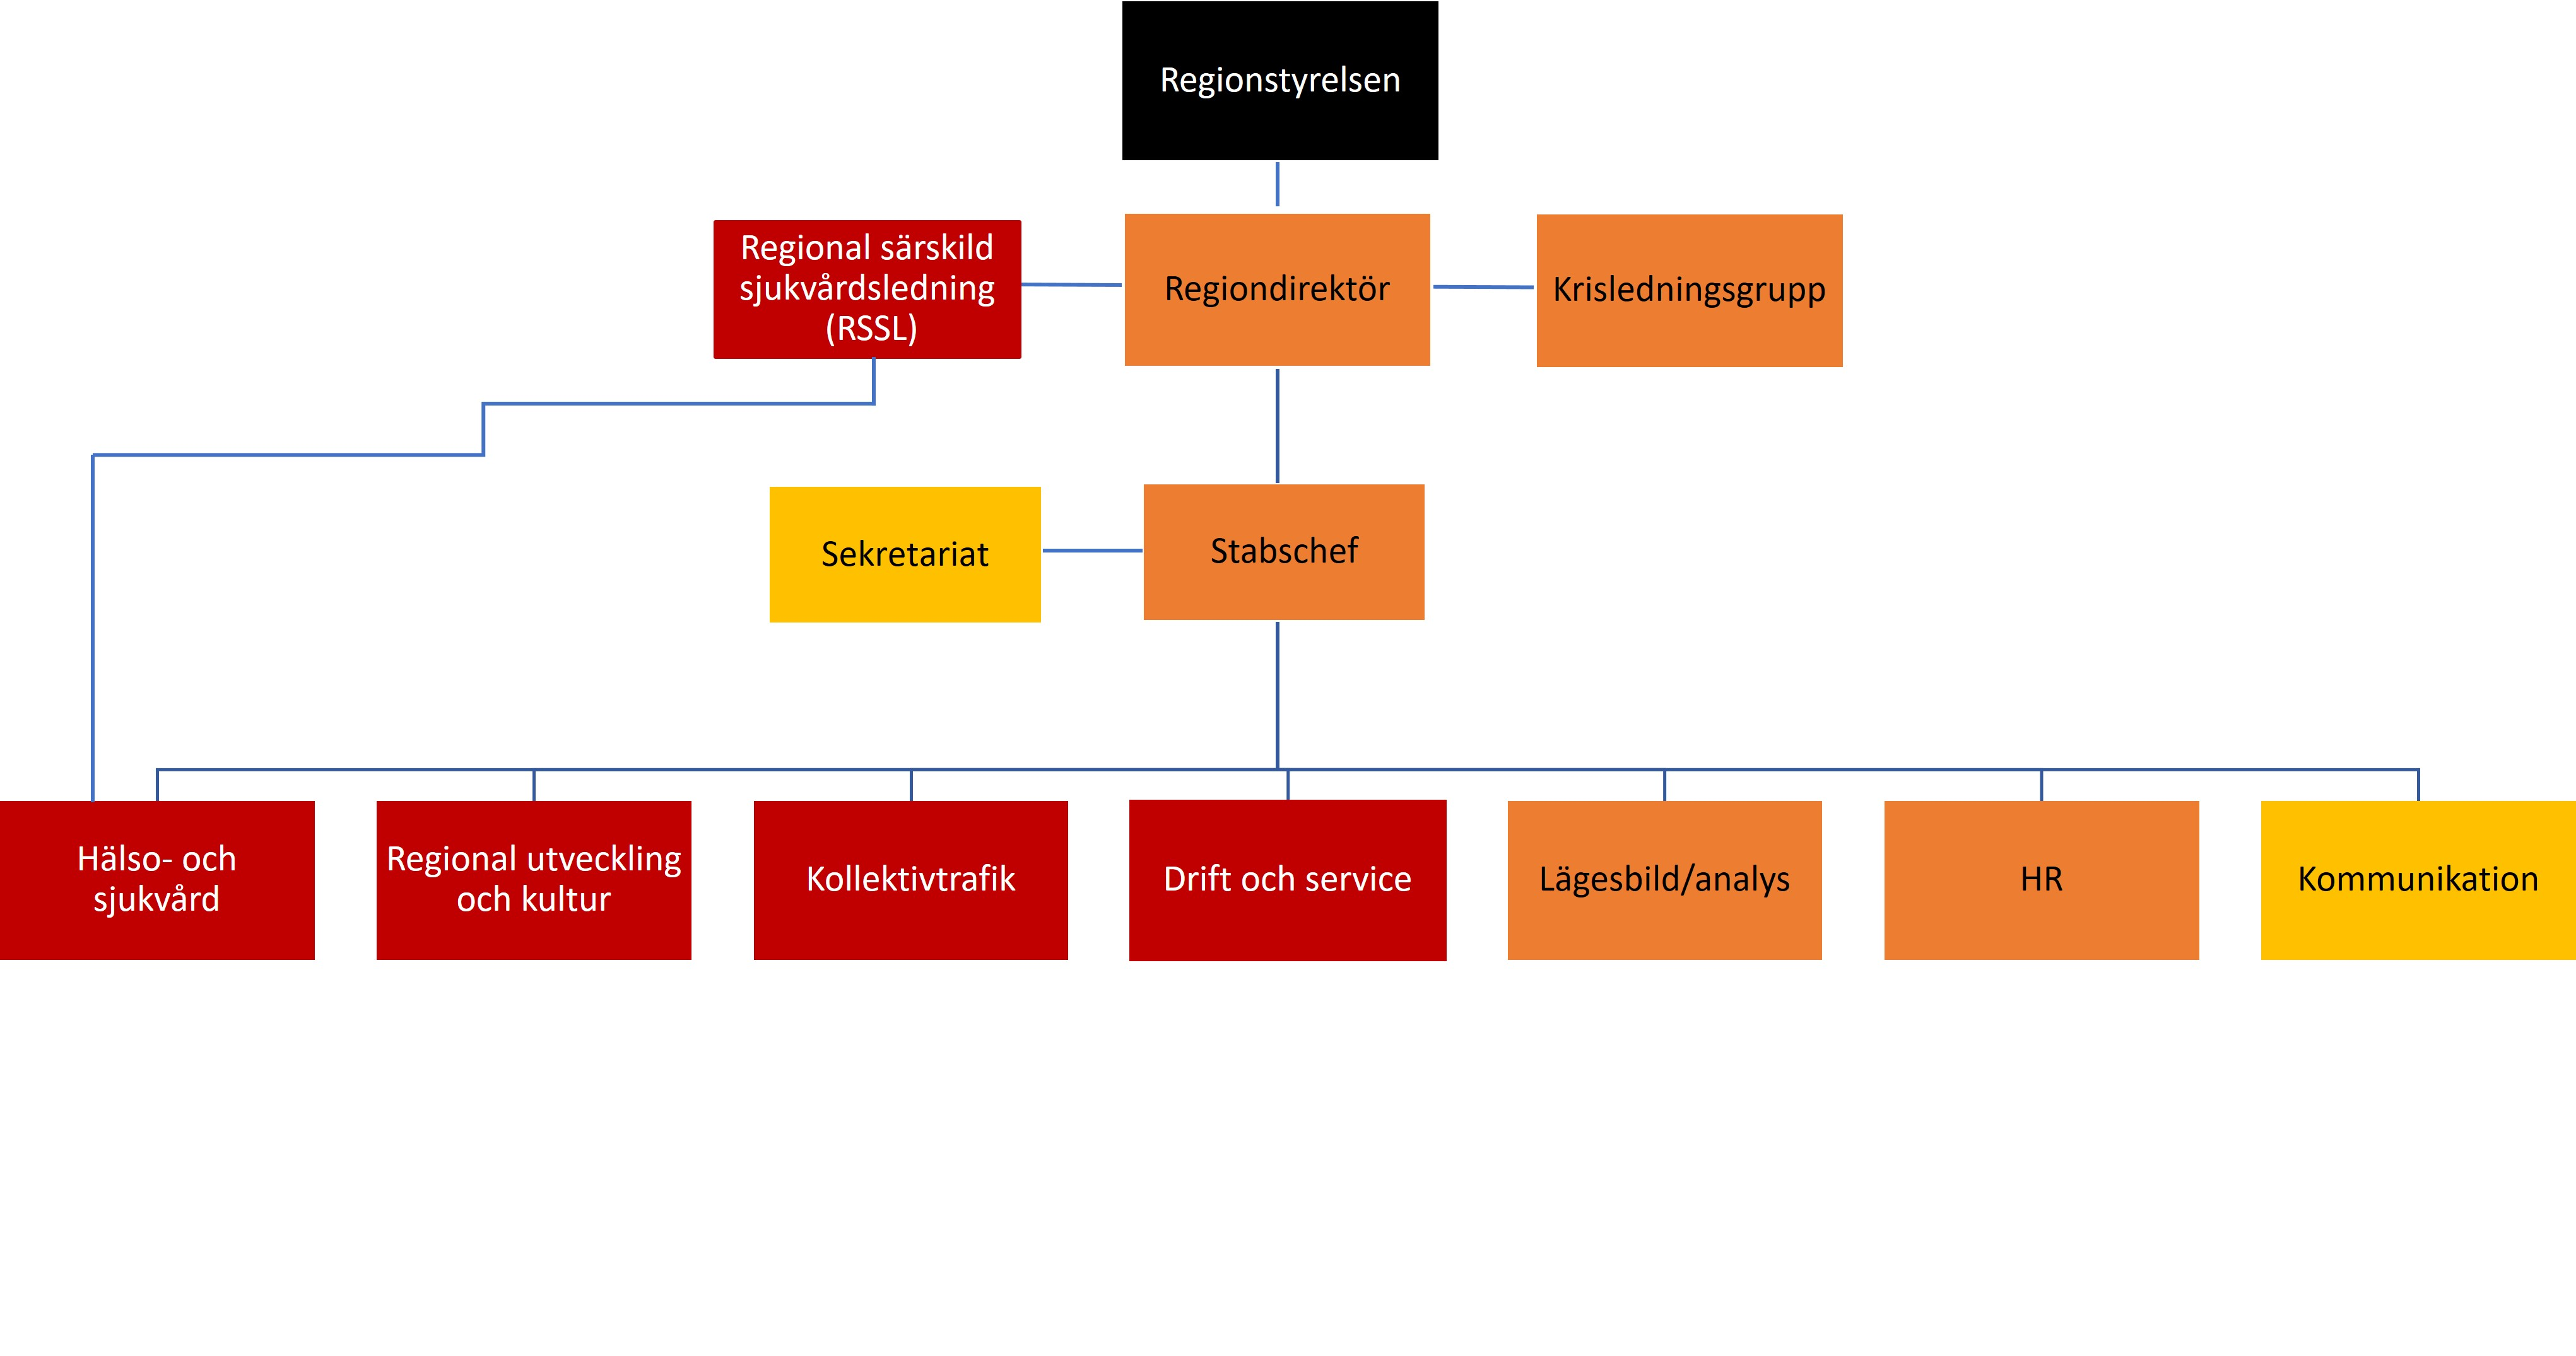 Regionstyrelsen
Regional särskild
sjukvårdsledning
(RSSL)
Regiondirektör
Krisledningsgrupp
Sekretariat
Stabschef
Hälso- och
sjukvård
Regional utveckling
och kultur
Kollektivtrafik
Drift och service
Lägesbild/analys
HR
Kommunikation